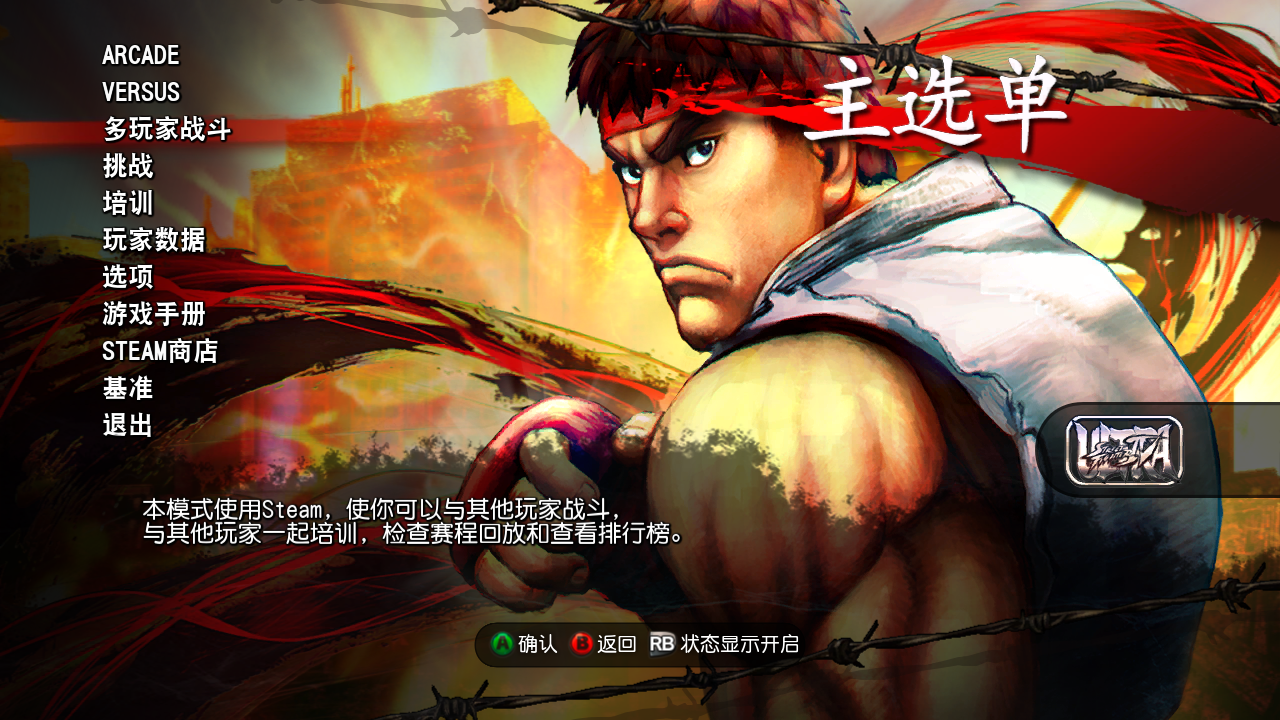 主选单
ARCADE
VERSUS
多玩家战斗
挑战
培训
玩家数据
选项
游戏手册
STEAM商店
基准
退出
ULTRA
STREET
FIGHTER IV
本模式使用Steam，使你可以与其他玩家战斗，
与其他玩家一起培训，检查赛程回放和查看排行榜。
A 确认 B 返回 RB 状态显示开启